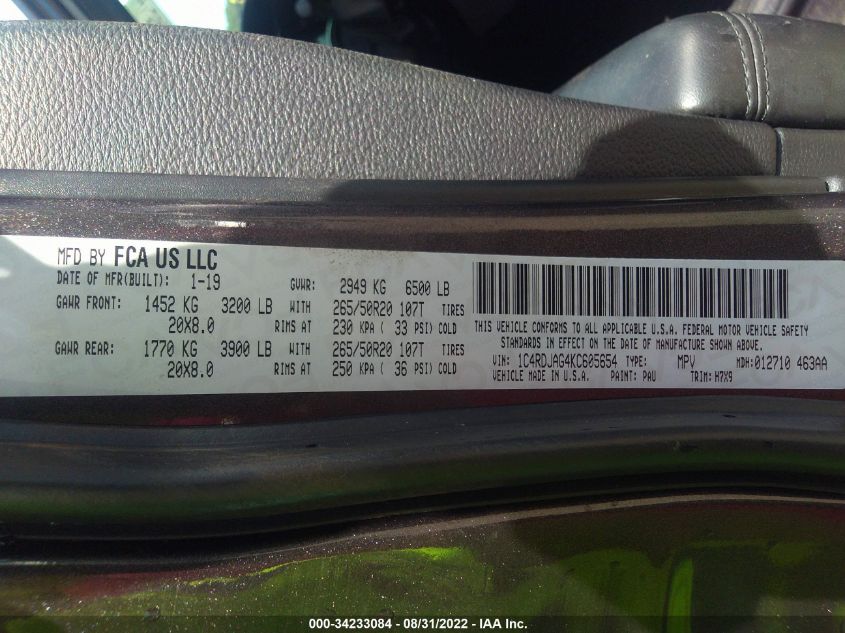 MFD BY FCA US LLC
DATE OF MFR(BUILT): 1-19 GVWR: 2949 KG 6500 LB
GAWR FRONT: 1452 KG 3200 LB WITH 265/50R20 107T TIRES
20X8.0 RIMS AT 230 KPA ( 33 PSI) COLD
GAWR REAR: 1770 KG 3900 LB WITH 265/50R20 107T TIRES
20X8.0 RIMS AT 250 KPA ( 36 PSI) COLD
THIS VEHICLE CONFORMS TO ALL APPLICABLE U.S.A. FEDERAL MOTOR VEHICLE SAFETY
STANDARDS IN EFFECT ON THE DATE OF MANUFACTURE SHOWN ABOVE.
VIN: 1C4RDJAG4KC605654 TYPE: MPV MDH: 012710 463AA
VEHICLE MADE IN U.S.A. PAINT: PAU TRIM: H7X9
000-34233084 - 08/31/2022 - IAA Inc.